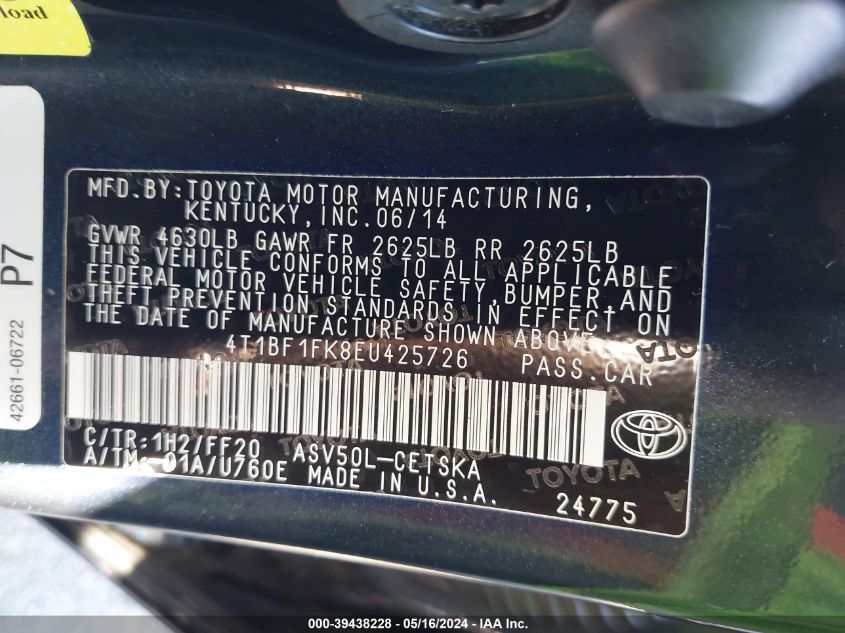 load
P7
42661-06722
MFD.BY:TOYOTA MOTOR MANUFACTURING,
KENTUCKY,INC.06/14
GVWR 4630LB GAWR FR 2625LB RR 2625LB
THIS VEHICLE CONFORMS TO ALL APPLICABLE
FEDERAL MOTOR VEHICLE SAFETY,BUMPER,AND
THEFT PREVENTION STANDARDS IN EFFECT ON
THE DATE OF MANUFACTURE SHOWN ABOVE.
4T1BF1FK8EU425726 PASS.CAR
C/TR:1H2/FF20 ASV50L-CETSKA
A/TM:-01A/U760E MADE IN U.S.A.
TOYOTA
24775
000-39438228 - 05/16/2024 - IAA Inc.